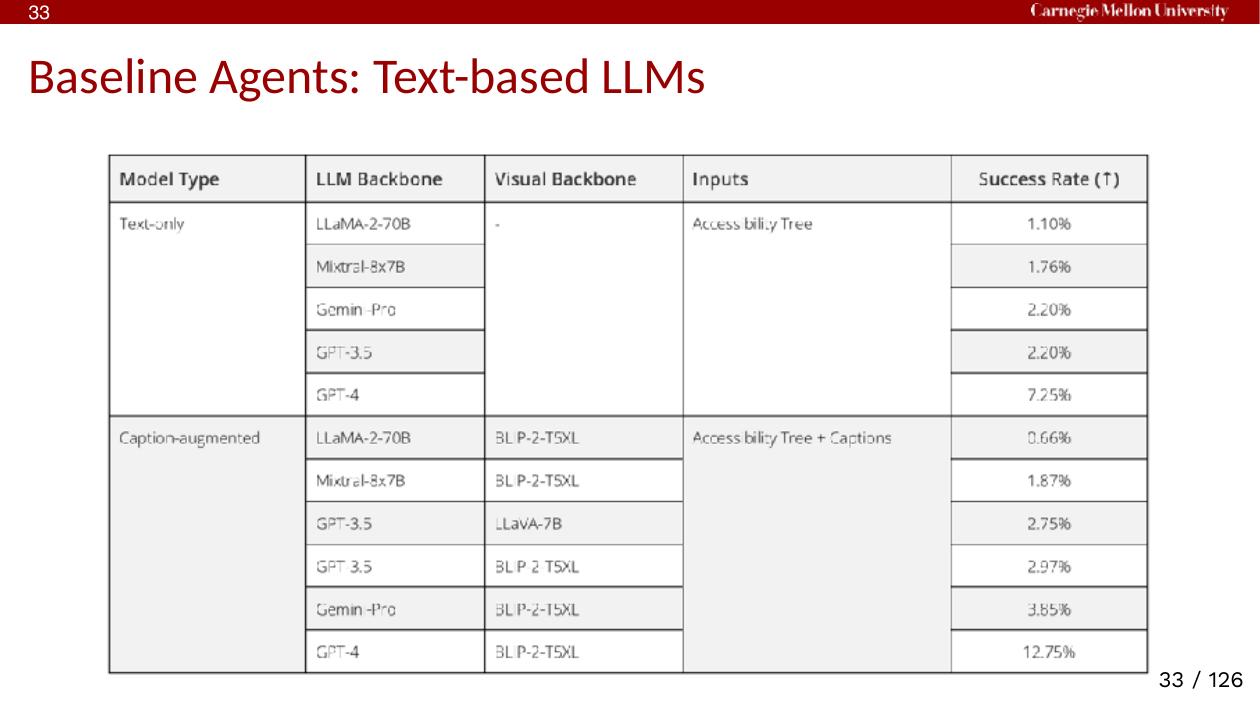 33
Carnegie Mellon University
Baseline Agents: Text-based LLMs
Model Type LLM Backbone Visual Backbone Inputs Success Rate (↑)
Text-only LLaMA-2-70B - Accessibility Tree 1.10%
Mixtral-8x7B 1.76%
Gemini-Pro 2.20%
GPT-3.5 2.20%
GPT-4 7.25%
Caption-augmented LLaMA-2-70B BLIP-2-T5XL Accessibility Tree + Captions 0.66%
Mixtral-8x7B BLIP-2-T5XL 1.87%
GPT-3.5 LLaVA-7B 2.75%
GPT-3.5 BLIP-2-T5XL 2.97%
Gemini-Pro BLIP-2-T5XL 3.85%
GPT-4 BLIP-2-T5XL 12.75%
33 / 126